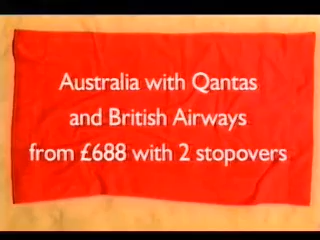 Australia with Qantas
and British Airways
from £688 with 2 stopovers